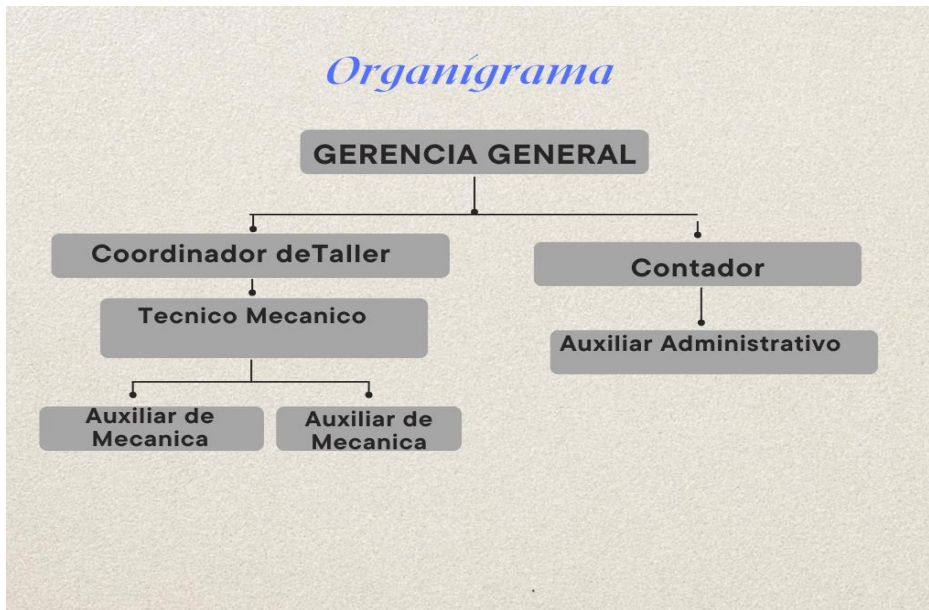 Organígrama
GERENCIA GENERAL
Coordinador deTaller
Contador
Tecnico Mecanico
Auxiliar Administrativo
Auxiliar de
Mecanica
Auxiliar de
Mecanica